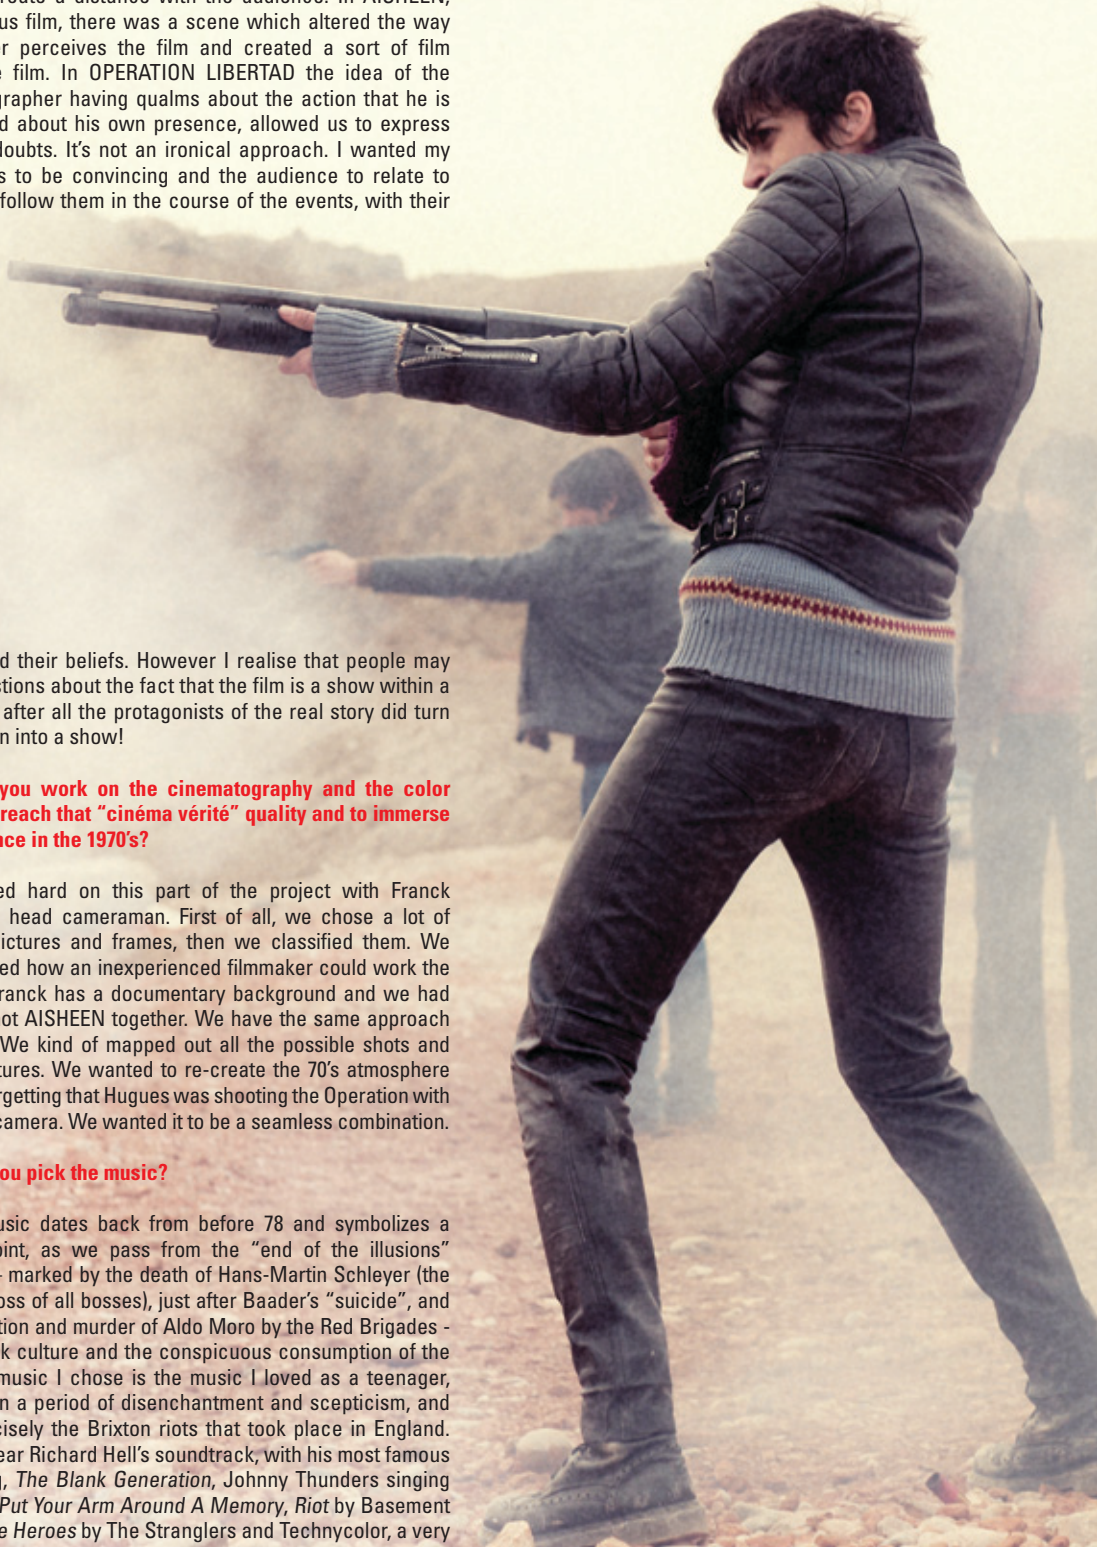 reate a distance with the audience. In AISHEEN,
us film, there was a scene which altered the way
r perceives the film and created a sort of film
e film. In OPERATION LIBERTAD the idea of the
grapher having qualms about the action that he is
d about his own presence, allowed us to express
doubts. It's not an ironical approach. I wanted my
s to be convincing and the audience to relate to
follow them in the course of the events, with their
d their beliefs. However I realise that people may
stions about the fact that the film is a show within a
after all the protagonists of the real story did turn
n into a show!
you work on the cinematography and the color
reach that “cinéma vérité” quality and to immerse
nce in the 1970's?
ed hard on this part of the project with Franck
head cameraman. First of all, we chose a lot of
ictures and frames, then we classified them. We
ed how an inexperienced filmmaker could work the
ranck has a documentary background and we had
ot AISHEEN together. We have the same approach
We kind of mapped out all the possible shots and
tures. We wanted to re-create the 70's atmosphere
rgetting that Hugues was shooting the Operation with
camera. We wanted it to be a seamless combination.
ou pick the music?
usic dates back from before 78 and symbolizes a
oint, as we pass from the “end of the illusions”
- marked by the death of Hans-Martin Schleyer (the
oss of all bosses), just after Baader's “suicide”, and
tion and murder of Aldo Moro by the Red Brigades -
k culture and the conspicuous consumption of the
music I chose is the music I loved as a teenager,
n a period of disenchantment and scepticism, and
cisely the Brixton riots that took place in England.
ear Richard Hell's soundtrack, with his most famous
g, The Blank Generation, Johnny Thunders singing
Put Your Arm Around A Memory, Riot by Basement
e Heroes by The Stranglers and Technycolor, a very